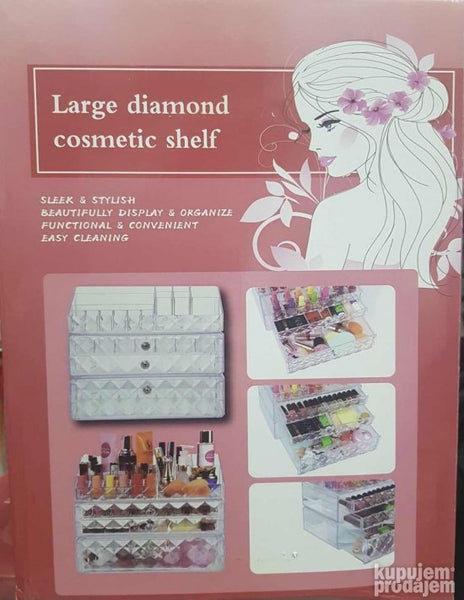 Large diamond
cosmetic shelf
SLEEK & STYLISH
BEAUTIFULLY DISPLAY & ORGANIZE
FUNCTIONAL & CONVENIENT
EASY CLEANING
kupujem
prodajem